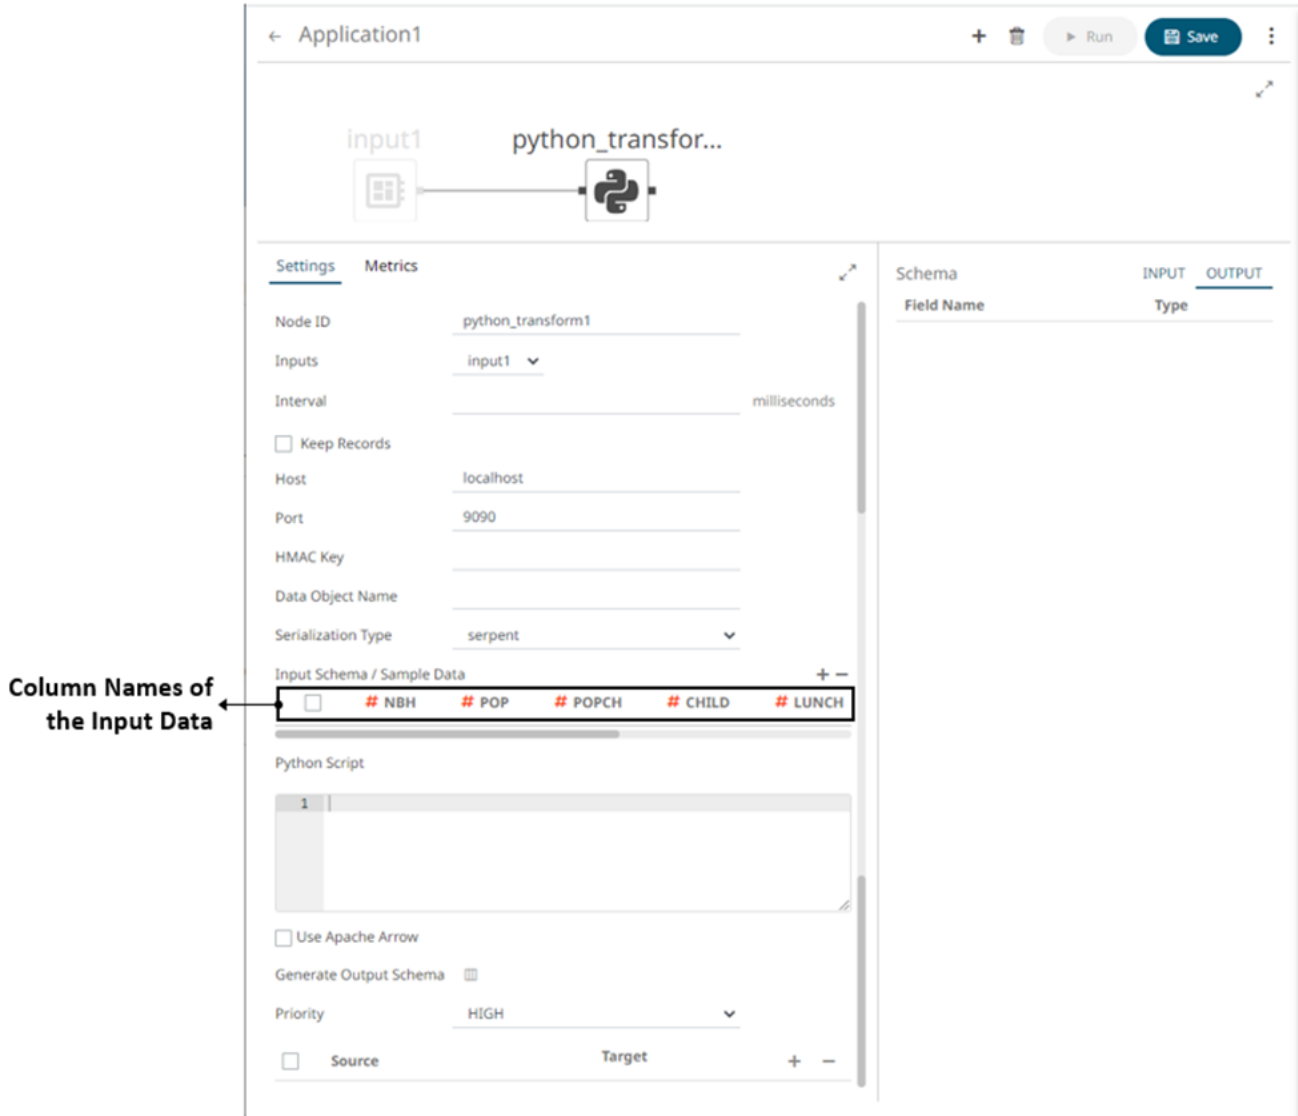 ← Application1 + Run Save
input1 python_transfor...
Settings Metrics
Schema INPUT OUTPUT
Field Name Type
Node ID python_transform1
Inputs input1
Interval milliseconds
Keep Records
Host localhost
Port 9090
HMAC Key
Data Object Name
Serialization Type serpent
Input Schema / Sample Data + −
Column Names of
the Input Data
# NBH # POP # POPCH # CHILD # LUNCH
Python Script
1
Use Apache Arrow
Generate Output Schema
Priority HIGH
Source Target + −